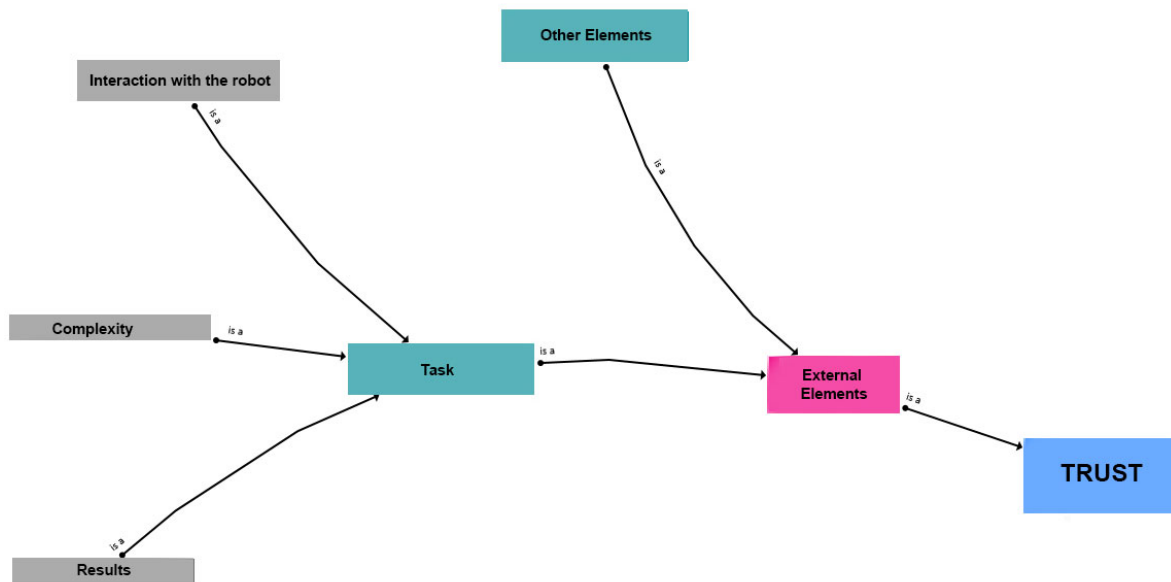 Other Elements
Interaction with the robot
is a
is a
Complexity
is a
Task
is a
External
Elements
is a
TRUST
is a
Results